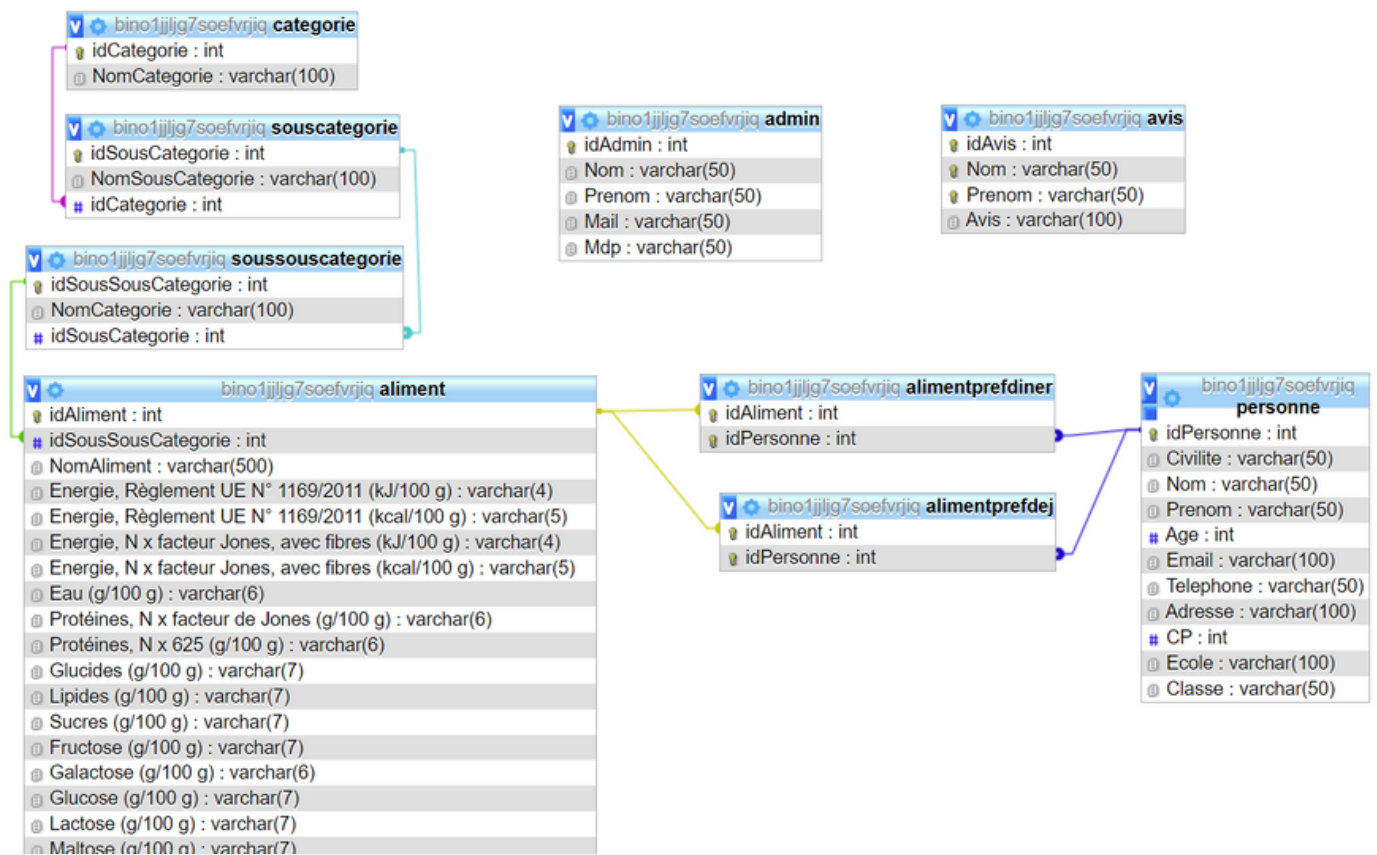 bino1jjljg7soefvrjiq categorie
idCategorie : int
NomCategorie : varchar(100)
bino1jjljg7soefvrjiq souscategorie
idSousCategorie : int
NomSousCategorie : varchar(100)
# idCategorie : int
bino1jjljg7soefvrjiq soussouscategorie
idSousSousCategorie : int
NomCategorie : varchar(100)
# idSousCategorie : int
bino1jjljg7soefvrjiq admin
idAdmin : int
Nom : varchar(50)
Prenom : varchar(50)
Mail : varchar(50)
Mdp : varchar(50)
bino1jjljg7soefvrjiq avis
idAvis : int
Nom : varchar(50)
Prenom : varchar(50)
Avis : varchar(100)
bino1jjljg7soefvrjiq aliment
idAliment : int
# idSousSousCategorie : int
NomAliment : varchar(500)
Energie, Règlement UE N° 1169/2011 (kJ/100 g) : varchar(4)
Energie, Règlement UE N° 1169/2011 (kcal/100 g) : varchar(5)
Energie, N x facteur Jones, avec fibres (kJ/100 g) : varchar(4)
Energie, N x facteur Jones, avec fibres (kcal/100 g) : varchar(5)
Eau (g/100 g) : varchar(6)
Protéines, N x facteur de Jones (g/100 g) : varchar(6)
Protéines, N x 625 (g/100 g) : varchar(6)
Glucides (g/100 g) : varchar(7)
Lipides (g/100 g) : varchar(7)
Sucres (g/100 g) : varchar(7)
Fructose (g/100 g) : varchar(7)
Galactose (g/100 g) : varchar(6)
Glucose (g/100 g) : varchar(7)
Lactose (g/100 g) : varchar(7)
Maltose (g/100 g) : varchar(7)
bino1jjljg7soefvrjiq alimentprefdiner
idAliment : int
idPersonne : int
bino1jjljg7soefvrjiq alimentprefdej
idAliment : int
idPersonne : int
bino1jjljg7soefvrjiq
personne
idPersonne : int
Civilite : varchar(50)
Nom : varchar(50)
Prenom : varchar(50)
# Age : int
Email : varchar(100)
Telephone : varchar(50)
Adresse : varchar(100)
# CP : int
Ecole : varchar(100)
Classe : varchar(50)